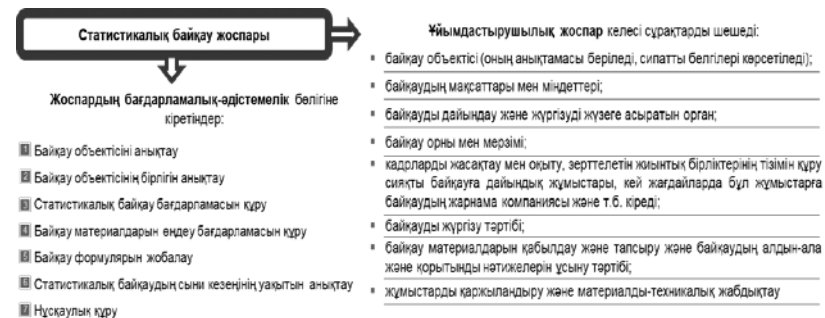 Статистикалық байқау жоспары
Жоспардың бағдарламалық-әдістемелік бөлігіне
кіретіндер:
1 Байқау объектісіні анықтау
2 Байқау объектісінің бірлігін анықтау
3 Статистикалық байқау бағдарламасын құру
4 Байқау материалдарын өңдеу бағдарламасын құру
5 Байқау формулярын жобалау
6 Статистикалық байқаудың сыни кезеңінің уақытын анықтау
7 Нұсқаулық құру
Ұйымдастырушылық жоспар келесі сұрақтарды шешеді:
▪ байқау объектісі (оның анықтамасы беріледі, сипатты белгілері көрсетіледі);
▪ байқаудың мақсаттары мен міндеттері;
▪ байқауды дайындау және жүргізуді жүзеге асыратын орган;
▪ байқау орны мен мерзімі;
▪ кадрларды жасақтау мен оқыту, зерттелетін жиынтық бірліктерінің тізімін құру
сияқты байқауға дайындық жұмыстары, кей жағдайларда бұл жұмыстарға
байқаудың жарнама компаниясы және т.б. кіреді;
▪ байқауды жүргізу тәртібі;
▪ байқау материалдарын қабылдау және тапсыру және байқаудың алдын-ала
және қорытынды нәтижелерін ұсыну тәртібі;
▪ жұмыстарды қаржыландыру және материалды-техникалық жабдықтау